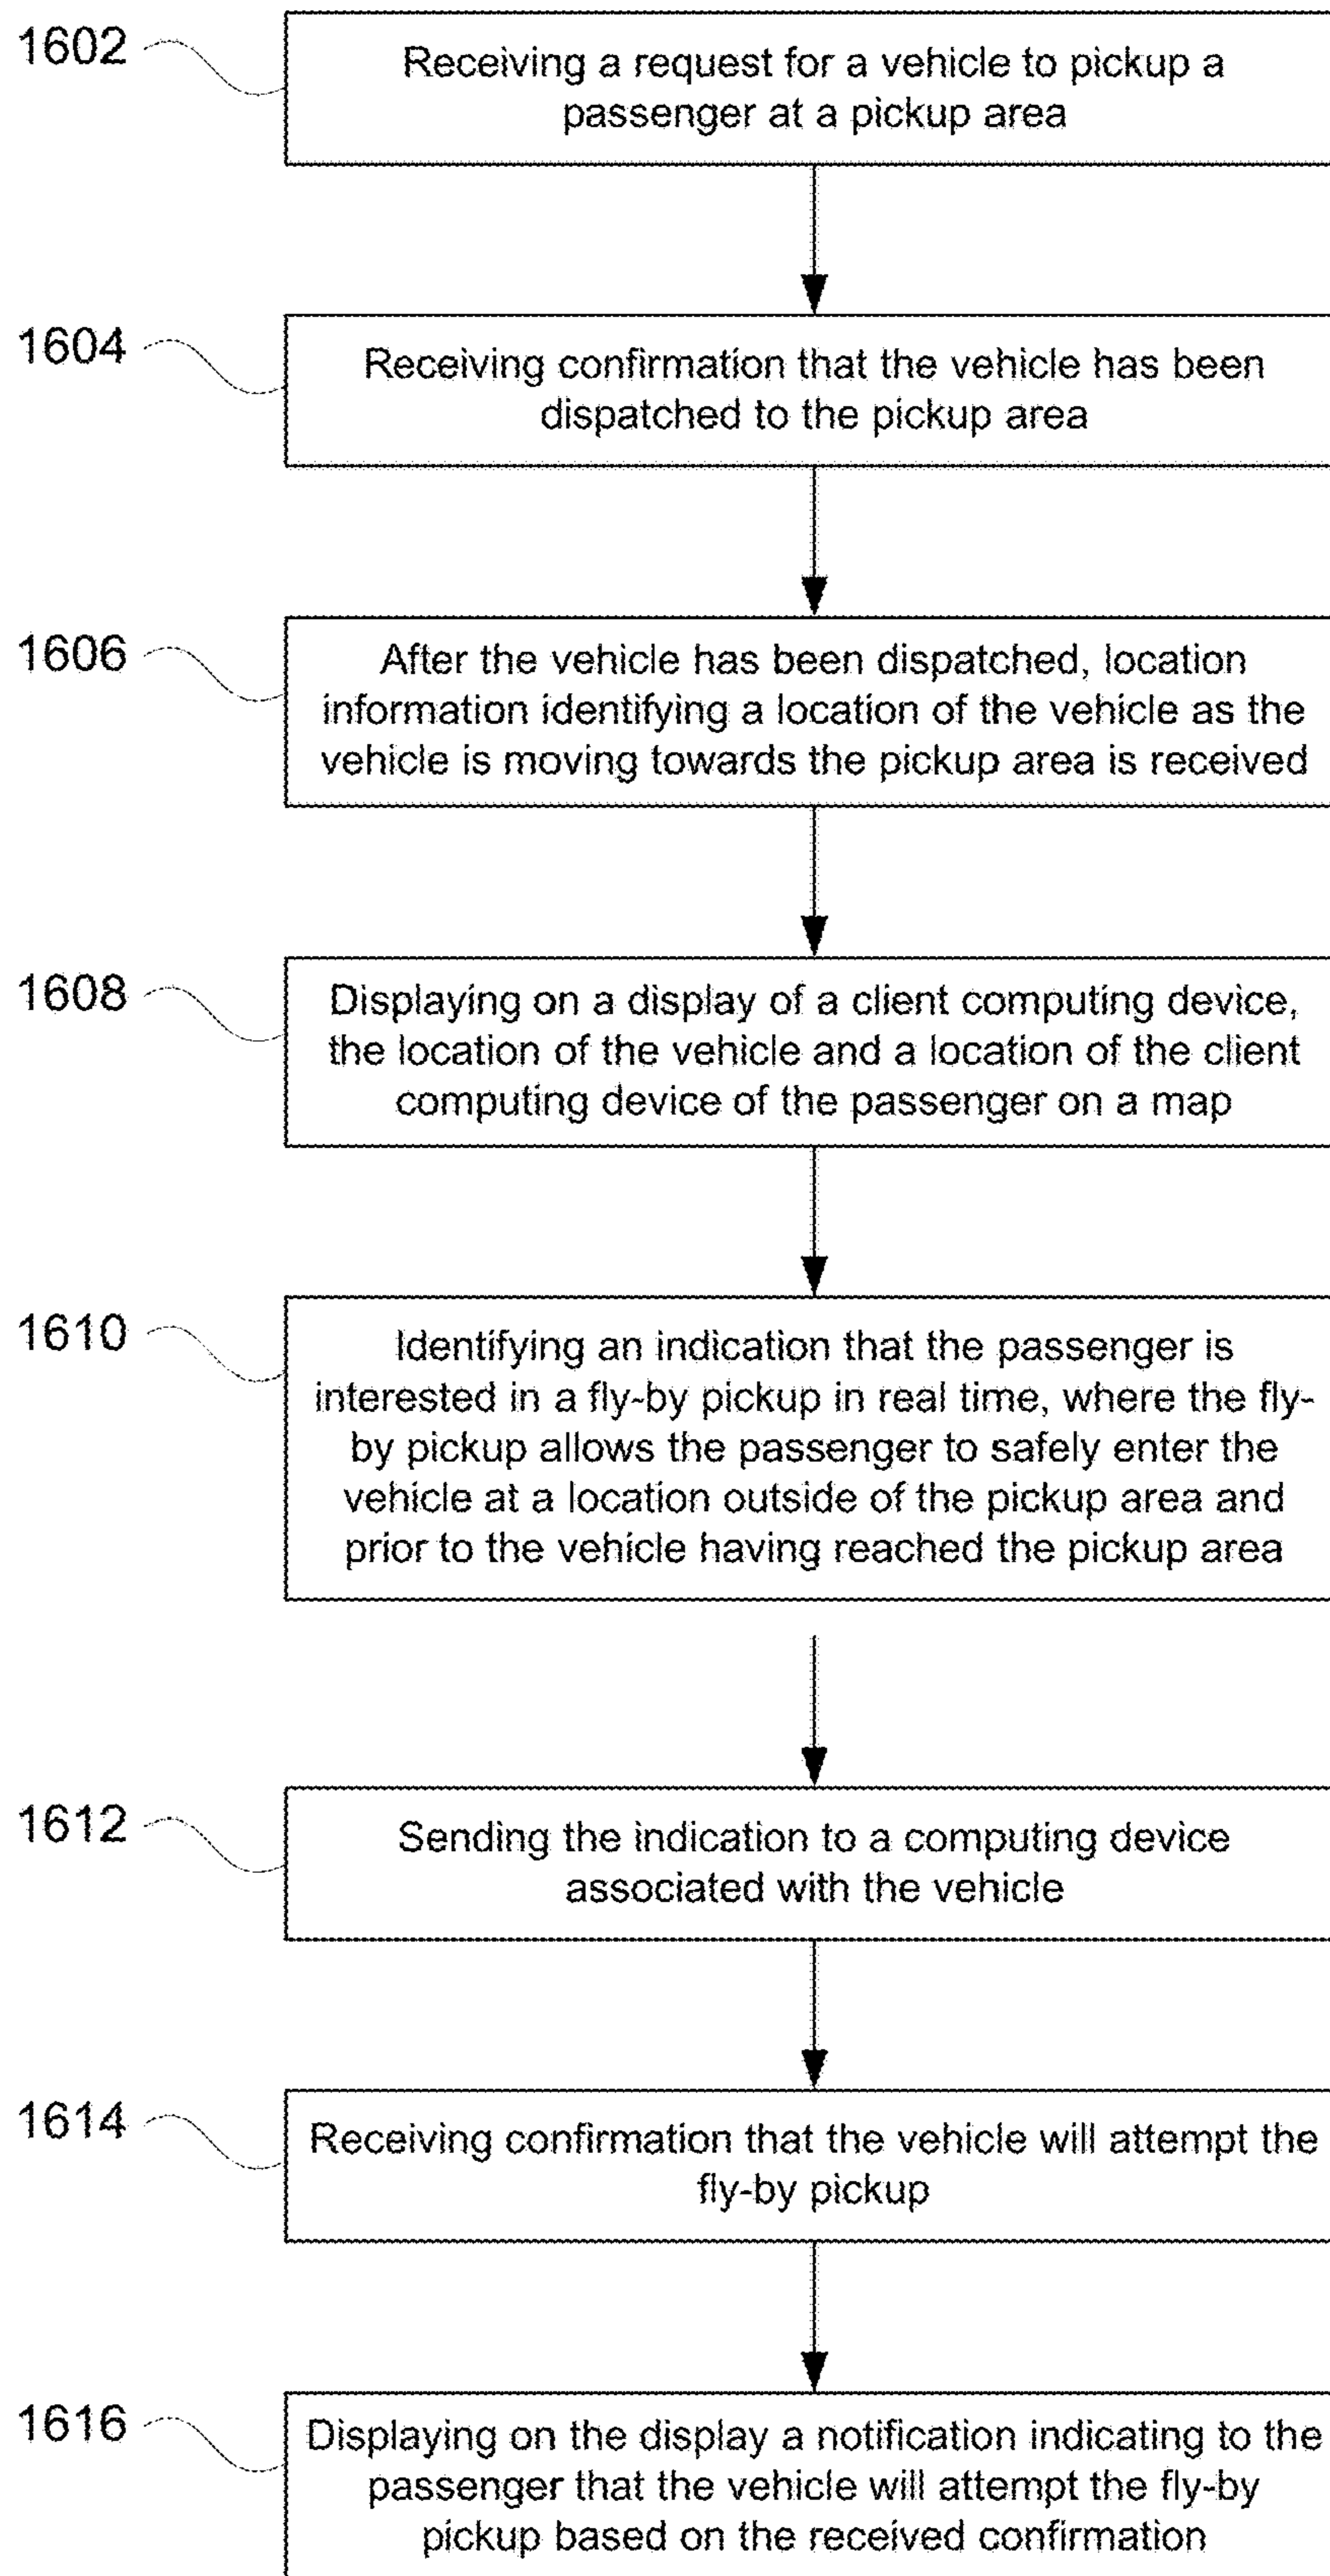 1602
Receiving a request for a vehicle to pickup a
passenger at a pickup area
1604
Receiving confirmation that the vehicle has been
dispatched to the pickup area
1606
After the vehicle has been dispatched, location
information identifying a location of the vehicle as the
vehicle is moving towards the pickup area is received
1608
Displaying on a display of a client computing device,
the location of the vehicle and a location of the client
computing device of the passenger on a map
1610
Identifying an indication that the passenger is
interested in a fly-by pickup in real time, where the fly-
by pickup allows the passenger to safely enter the
vehicle at a location outside of the pickup area and
prior to the vehicle having reached the pickup area
1612
Sending the indication to a computing device
associated with the vehicle
1614
Receiving confirmation that the vehicle will attempt the
fly-by pickup
1616
Displaying on the display a notification indicating to the
passenger that the vehicle will attempt the fly-by
pickup based on the received confirmation